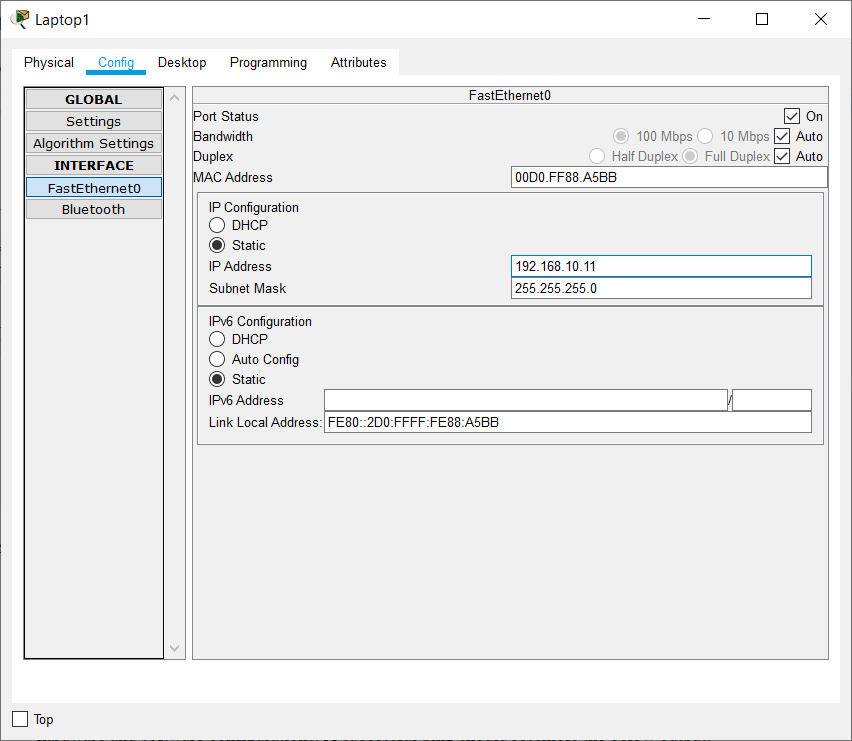 Laptop1
Physical Config Desktop Programming Attributes
GLOBAL
Settings
Algorithm Settings
INTERFACE
FastEthernet0
Bluetooth
FastEthernet0
Port Status On
Bandwidth 100 Mbps 10 Mbps Auto
Duplex Half Duplex Full Duplex Auto
MAC Address 00D0.FF88.A5BB
IP Configuration
DHCP
Static
IP Address 192.168.10.11
Subnet Mask 255.255.255.0
IPv6 Configuration
DHCP
Auto Config
Static
IPv6 Address /
Link Local Address: FE80::2D0:FFFF:FE88:A5BB
Top